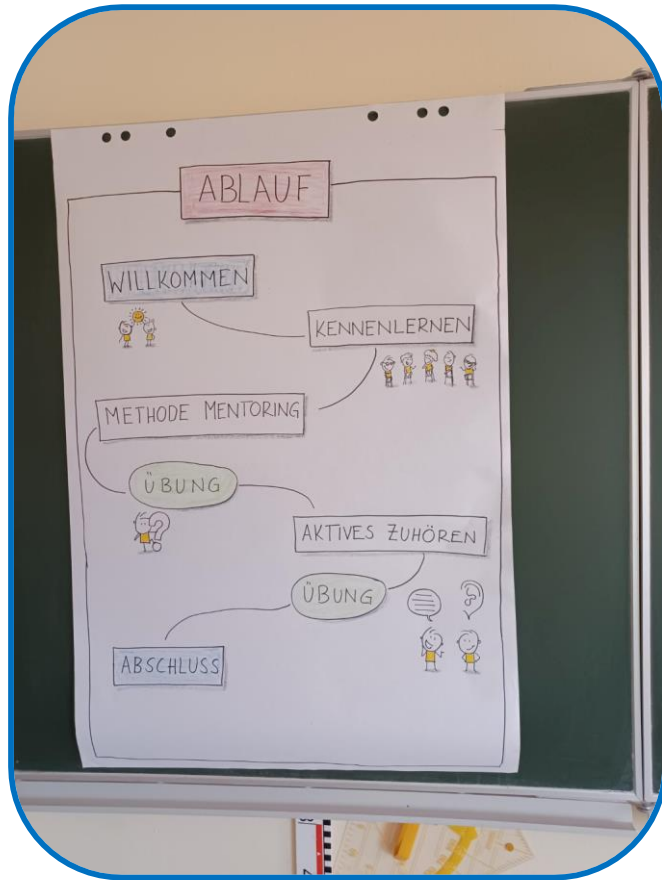 ABLAUF
WILLKOMMEN
KENNENLERNEN
METHODE MENTORING
ÜBUNG
AKTIVES ZUHÖREN
ÜBUNG
ABSCHLUSS